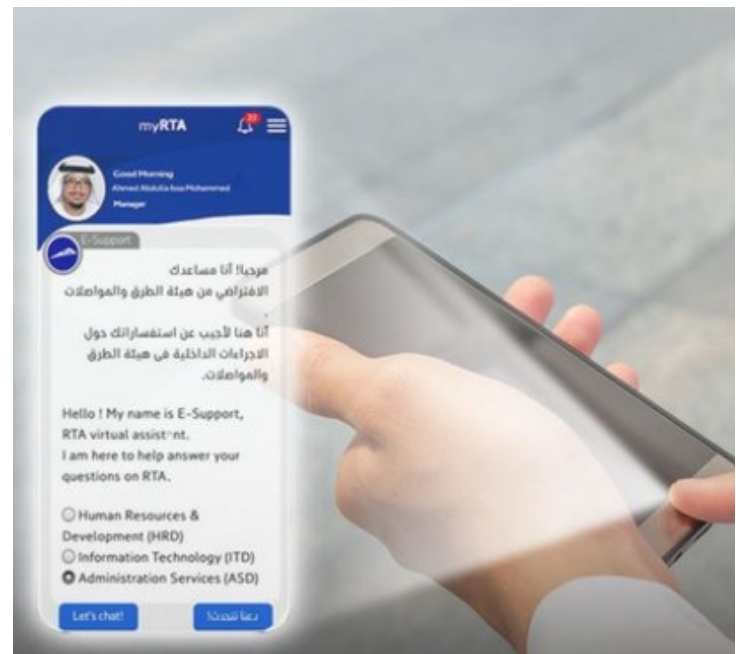 myRTA
Good Morning
Manager
E-Support
مرحبا! أنا مساعدك
الافتراضي من هيئة الطرق والمواصلات
.
أنا هنا لأجيب عن استفساراتك حول
الاجراءات الداخلية في هيئة الطرق
والمواصلات.
Hello ! My name is E-Support,
RTA virtual assist nt.
I am here to help answer your
questions on RTA.
Human Resources &
Development (HRD)
Information Technology (ITD)
Administration Services (ASD)
Let's chat!
دعنا نتحدث!